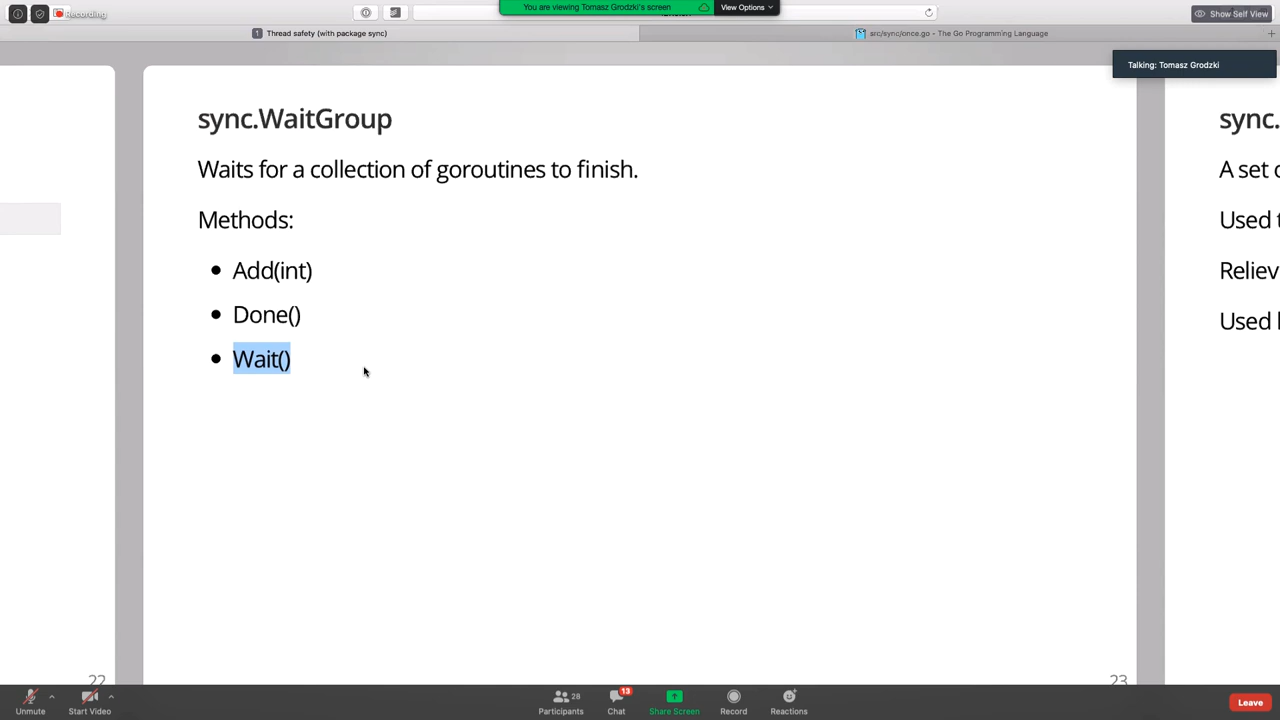 Recording
You are viewing Tomasz Grodzki's screen
View Options
Show Self View
1 Thread safety (with package sync)
src/sync/once.go - The Go Programming Language
Talking: Tomasz Grodzki
sync.WaitGroup
Waits for a collection of goroutines to finish.
Methods:
• Add(int)
• Done()
• Wait()
sync.
A set
Used
Reliev
Used
22
23
Unmute
Start Video
Participants
28
Chat
13
Share Screen
Record
Reactions
Leave